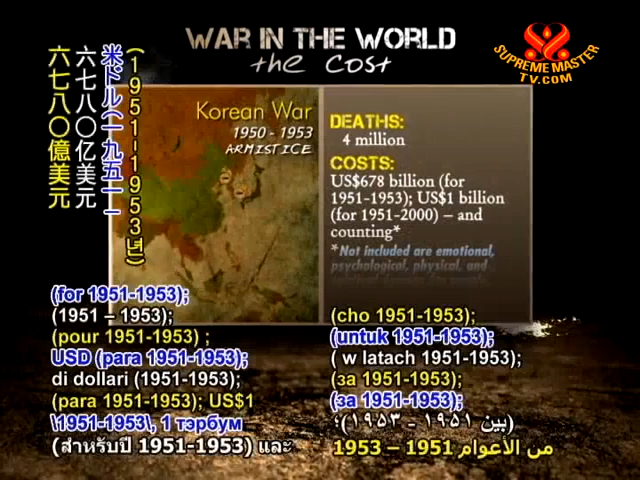 WAR IN THE WORLD
the cost
SUPREME MASTER
TV.COM
Korean War
1950 - 1953
ARMISTICE
DEATHS:
4 million
COSTS:
US$678 billion (for
1951-1953); US$1 billion
(for 1951-2000) – and
counting*
*Not included are emotional,
psychological, physical, and
(1951-1953년)
米ドル(一九五一-
六七八〇亿美元
六七八〇億美元
(for 1951-1953);
(1951 – 1953);
(pour 1951-1953) ;
USD (para 1951-1953);
di dollari (1951-1953);
(para 1951-1953); US$1
\1951-1953\, 1 тэрбум
(สำหรับปี 1951-1953) และ
(cho 1951-1953);
(untuk 1951-1953);
( w latach 1951-1953);
(за 1951-1953);
(за 1951-1953);
(بین ۱۹۵۱ - ۱۹۵۳)؛
من الأعوام 1951 – 1953